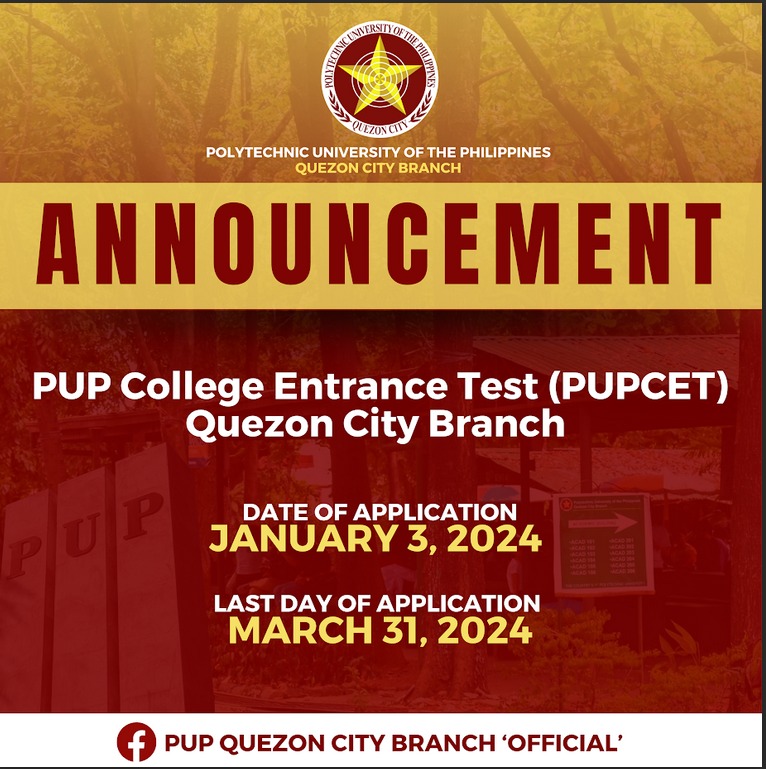 POLYTECHNIC UNIVERSITY OF THE PHILIPPINES
QUEZON CITY
POLYTECHNIC UNIVERSITY OF THE PHILIPPINES
QUEZON CITY BRANCH
ANNOUNCEMENT
PUP College Entrance Test (PUPCET)
Quezon City Branch
PUP
DATE OF APPLICATION
JANUARY 3, 2024
LAST DAY OF APPLICATION
MARCH 31, 2024
PUP QUEZON CITY BRANCH ‘OFFICIAL’